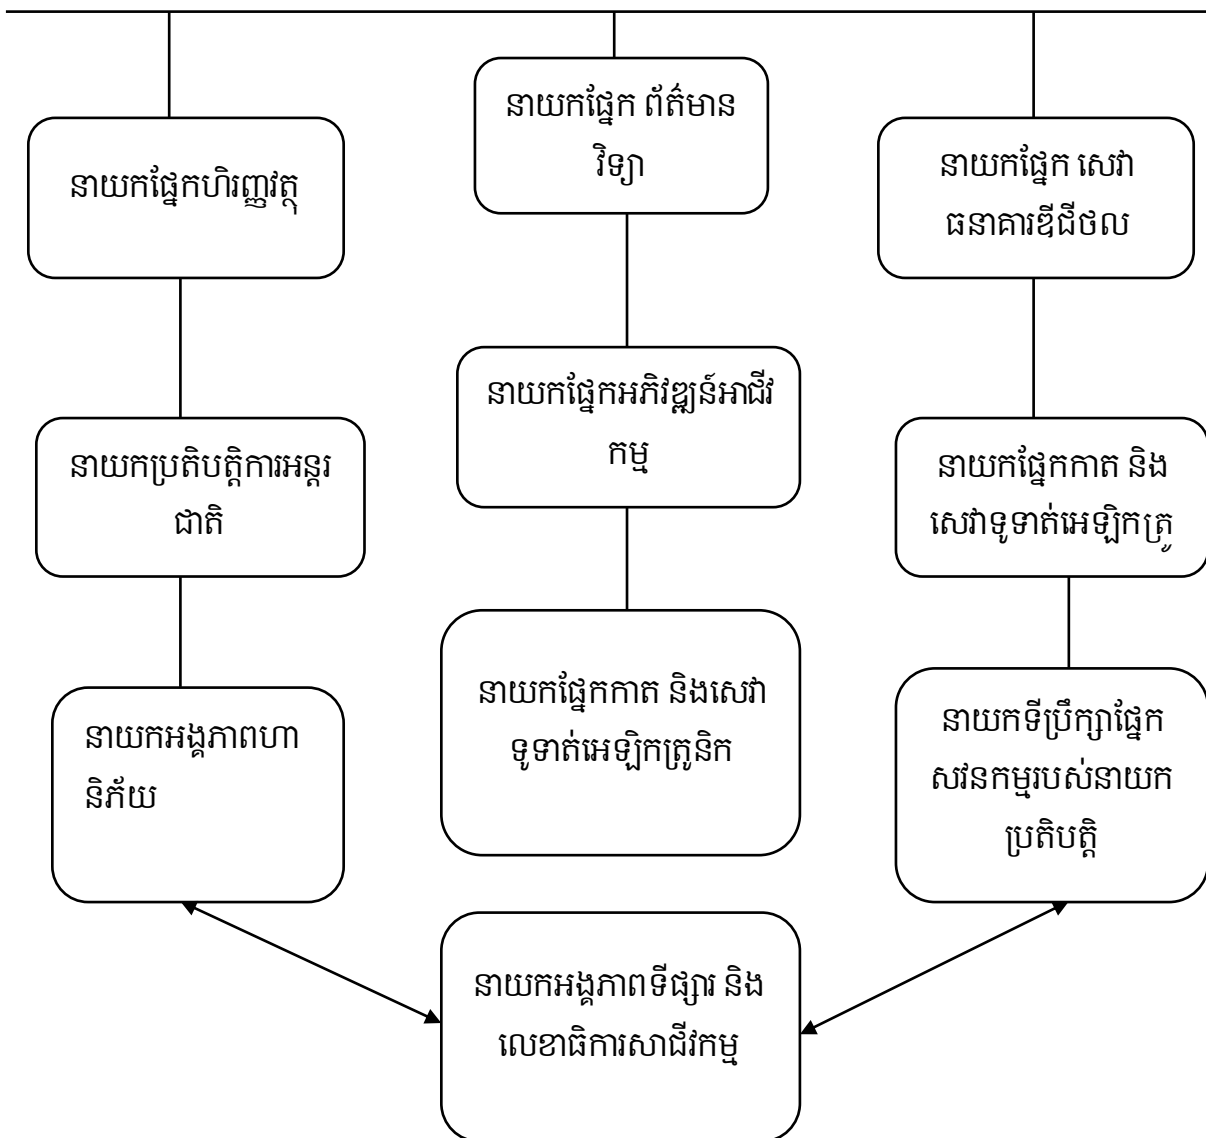 នាយកផ្នែក ព័ត៌មាន
វិទ្យា
នាយកផ្នែកហិរញ្ញវត្ថុ
នាយកផ្នែក សេវា
ធនាគារឌីជីថល
នាយកផ្នែកអភិវឌ្ឍន៍អាជីវ
កម្ម
នាយកប្រតិបត្តិការអន្តរ
ជាតិ
នាយកផ្នែកកាត និង
សេវាទូទាត់អេឡិកត្រូ
នាយកអង្គភាពហា
និភ័យ
នាយកផ្នែកកាត និងសេវា
ទូទាត់អេឡិកត្រូនិក
នាយកទីប្រឹក្សាផ្នែក
សវនកម្មរបស់នាយក
ប្រតិបត្តិ
នាយកអង្គភាពទីផ្សារ និង
លេខាធិការសាជីវកម្ម